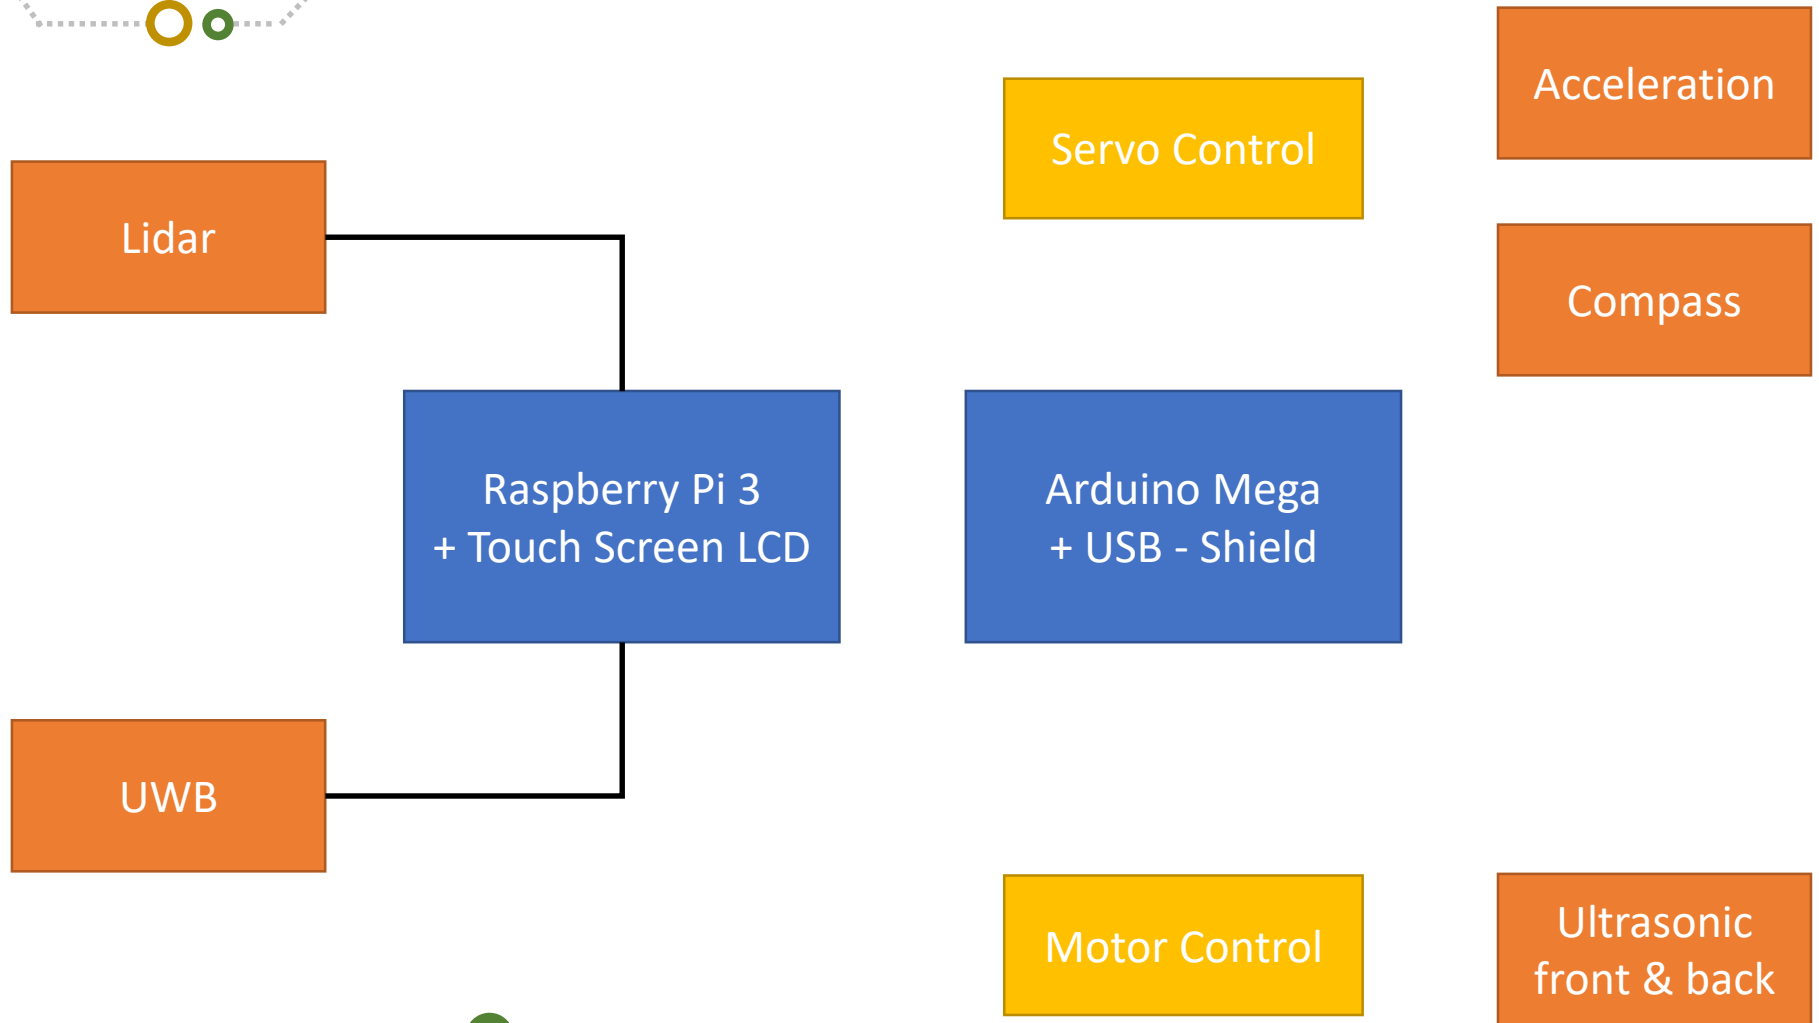 Acceleration
Servo Control
Lidar
Compass
Raspberry Pi 3
+ Touch Screen LCD
Arduino Mega
+ USB - Shield
UWB
Motor Control
Ultrasonic
front & back